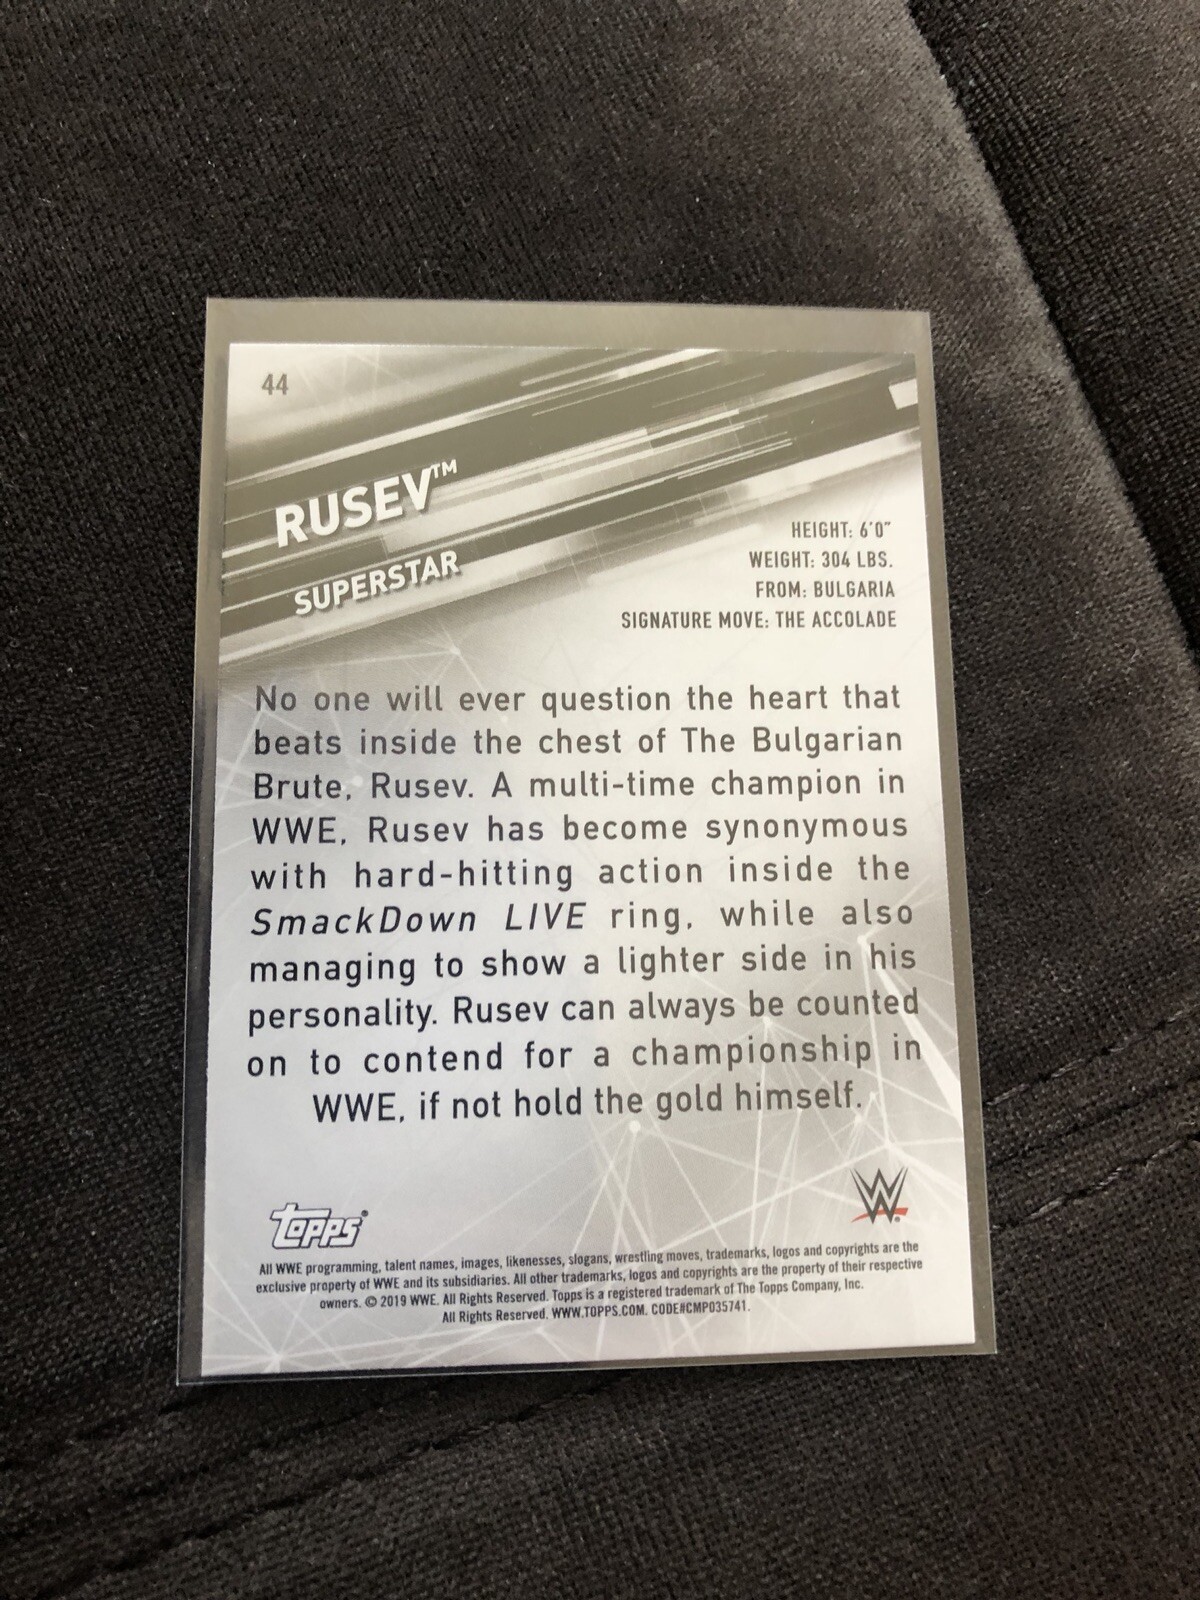 44
RUSEV™
SUPERSTAR
HEIGHT: 6'0"
WEIGHT: 304 LBS.
FROM: BULGARIA
SIGNATURE MOVE: THE ACCOLADE
No one will ever question the heart that
beats inside the chest of The Bulgarian
Brute, Rusev. A multi-time champion in
WWE, Rusev has become synonymous
with hard-hitting action inside the
SmackDown LIVE ring, while also
managing to show a lighter side in his
personality. Rusev can always be counted
on to contend for a championship in
WWE, if not hold the gold himself.
Topps®
W
All WWE programming, talent names, images, likenesses, slogans, wrestling moves, trademarks, logos and copyrights are the
exclusive property of WWE and its subsidiaries. All other trademarks, logos and copyrights are the property of their respective
owners. © 2019 WWE. All Rights Reserved. Topps is a registered trademark of The Topps Company, Inc.
All Rights Reserved. WWW.TOPPS.COM. CODE#CMP035741.